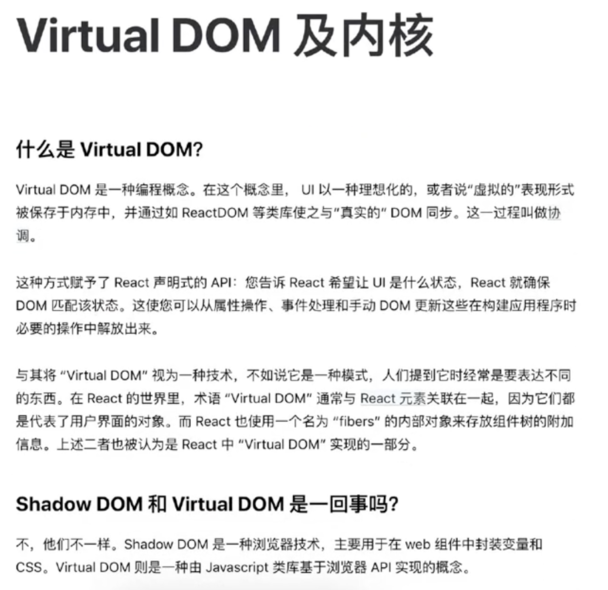 Virtual DOM 及内核
什么是 Virtual DOM?
Virtual DOM 是一种编程概念。在这个概念里， UI 以一种理想化的，或者说“虚拟的”表现形式
被保存于内存中，并通过如 ReactDOM 等类库使之与“真实的” DOM 同步。这一过程叫做协
调。
这种方式赋予了 React 声明式的 API：您告诉 React 希望让 UI 是什么状态，React 就确保
DOM 匹配该状态。这使您可以从属性操作、事件处理和手动 DOM 更新这些在构建应用程序时
必要的操作中解放出来。
与其将 “Virtual DOM” 视为一种技术，不如说它是一种模式，人们提到它时经常是要表达不同
的东西。在 React 的世界里，术语 “Virtual DOM” 通常与 React 元素关联在一起，因为它们都
是代表了用户界面的对象。而 React 也使用一个名为 “fibers” 的内部对象来存放组件树的附加
信息。上述二者也被认为是 React 中 “Virtual DOM” 实现的一部分。
Shadow DOM 和 Virtual DOM 是一回事吗?
不，他们不一样。Shadow DOM 是一种浏览器技术，主要用于在 web 组件中封装变量和
CSS。Virtual DOM 则是一种由 Javascript 类库基于浏览器 API 实现的概念。